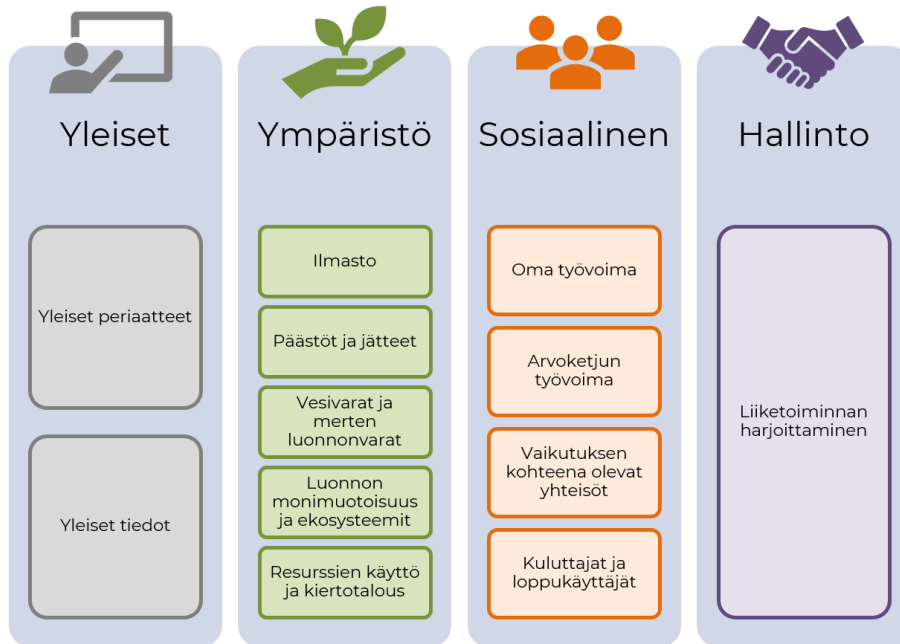 Yleiset
Yleiset periaatteet
Yleiset tiedot
Ympäristö
Ilmasto
Päästöt ja jätteet
Vesivarat ja
merten
luonnonvarat
Luonnon
monimuotoisuus
ja ekosysteemit
Resurssien käyttö
ja kiertotalous
Sosiaalinen
Oma työvoima
Arvoketjun
työvoima
Vaikutuksen
kohteena olevat
yhteisöt
Kuluttajat ja
loppukäyttäjät
Hallinto
Liiketoiminnan
harjoittaminen